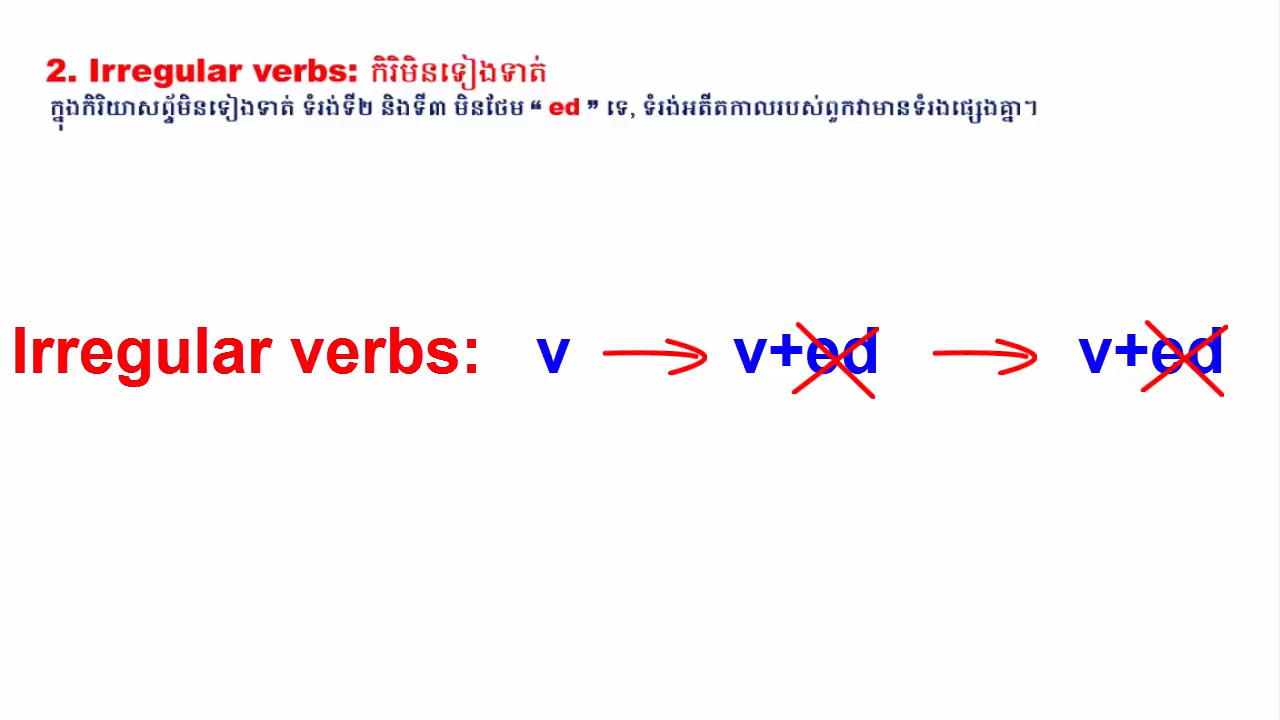 2. Irregular verbs: កិរិមិនទៀងទាត់
ក្នុងកិរិយាសព្ទ័មិនទៀងទាត់ ទំរង់ទី២ និងទី៣ មិនថែម “ ed ” ទេ, ទំរង់អតីតកាលរបស់ពួកវាមានទំរងផ្សេងគ្នា។
Irregular verbs: v → v+ed → v+ed